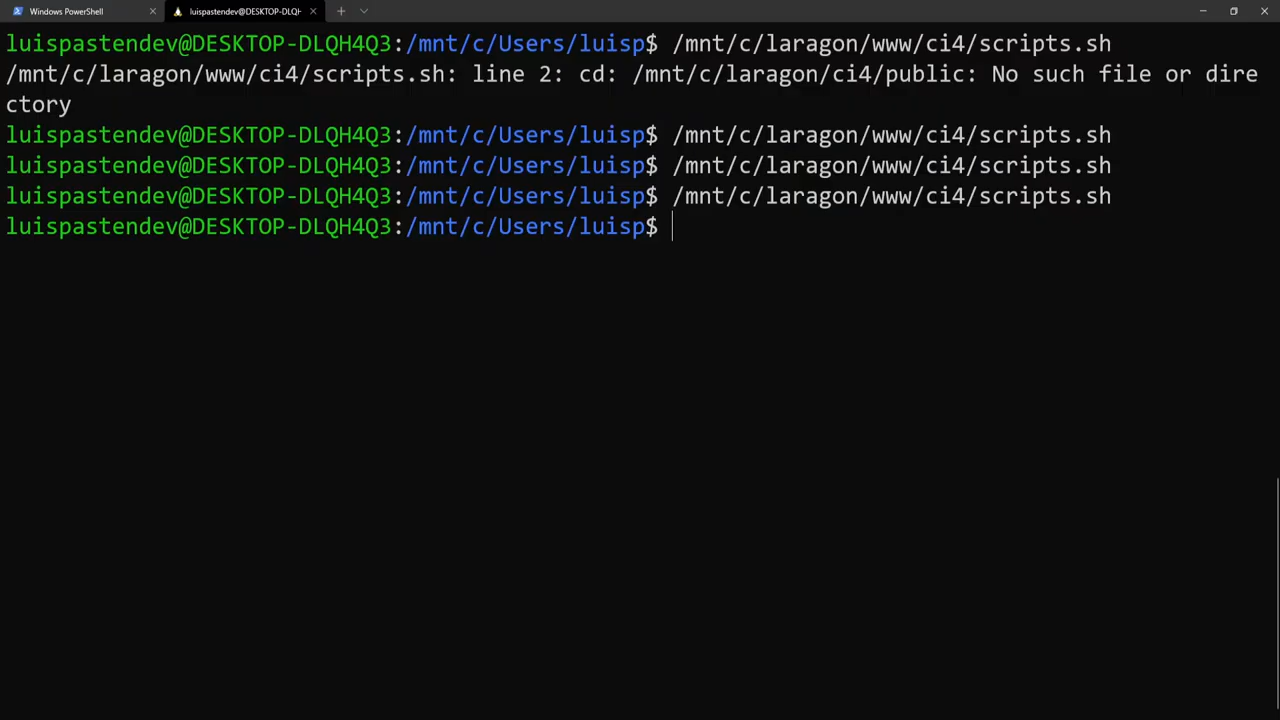 Windows PowerShell
luispastendev@DESKTOP-DLQH
luispastendev@DESKTOP-DLQH4Q3:/mnt/c/Users/luisp$ /mnt/c/laragon/www/ci4/scripts.sh
/mnt/c/laragon/www/ci4/scripts.sh: line 2: cd: /mnt/c/laragon/ci4/public: No such file or dire
ctory
luispastendev@DESKTOP-DLQH4Q3:/mnt/c/Users/luisp$ /mnt/c/laragon/www/ci4/scripts.sh
luispastendev@DESKTOP-DLQH4Q3:/mnt/c/Users/luisp$ /mnt/c/laragon/www/ci4/scripts.sh
luispastendev@DESKTOP-DLQH4Q3:/mnt/c/Users/luisp$ /mnt/c/laragon/www/ci4/scripts.sh
luispastendev@DESKTOP-DLQH4Q3:/mnt/c/Users/luisp$